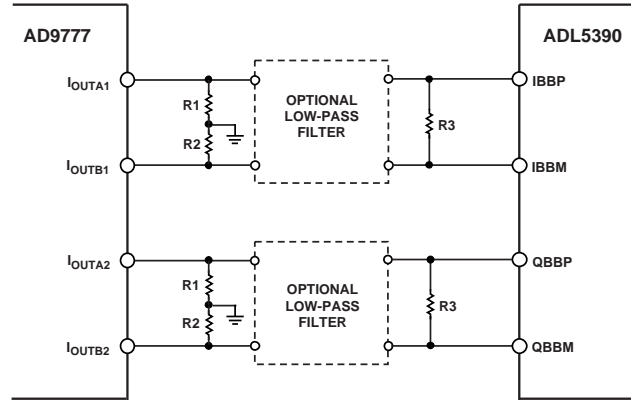 AD9777
ADL5390
IOUTA1
R1
R2
IOUTB1
OPTIONAL
LOW-PASS
FILTER
R3
IBBP
IBBM
IOUTA2
R1
R2
IOUTB2
OPTIONAL
LOW-PASS
FILTER
R3
QBBP
QBBM